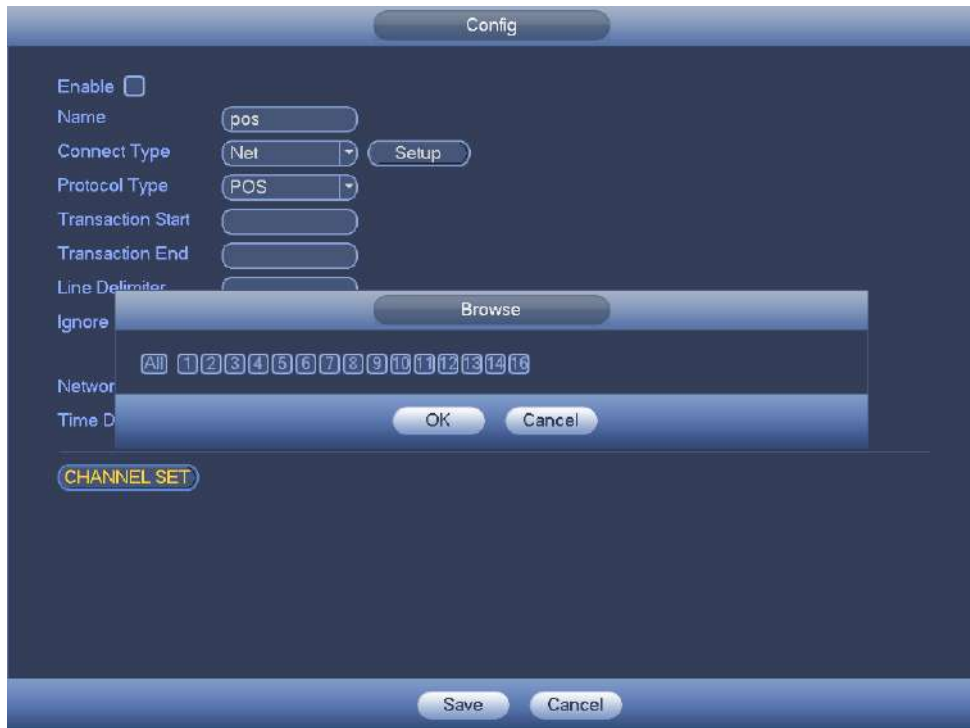 Config
Enable
Name pos
Connect Type Net Setup
Protocol Type POS
Transaction Start
Transaction End
Line Delimiter
Ignore
Browse
All 1 2 3 4 5 6 7 8 9 10 11 12 13 14 16
Networ
Time D
OK Cancel
CHANNEL SET
Save Cancel